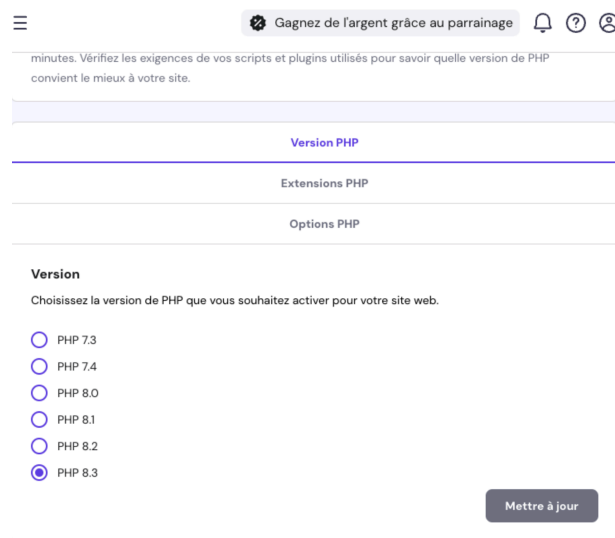 Gagnez de l'argent grâce au parrainage
minutes. Vérifiez les exigences de vos scripts et plugins utilisés pour savoir quelle version de PHP
convient le mieux à votre site.
Version PHP
Extensions PHP
Options PHP
Version
Choisissez la version de PHP que vous souhaitez activer pour votre site web.
PHP 7.3
PHP 7.4
PHP 8.0
PHP 8.1
PHP 8.2
PHP 8.3
Mettre à jour